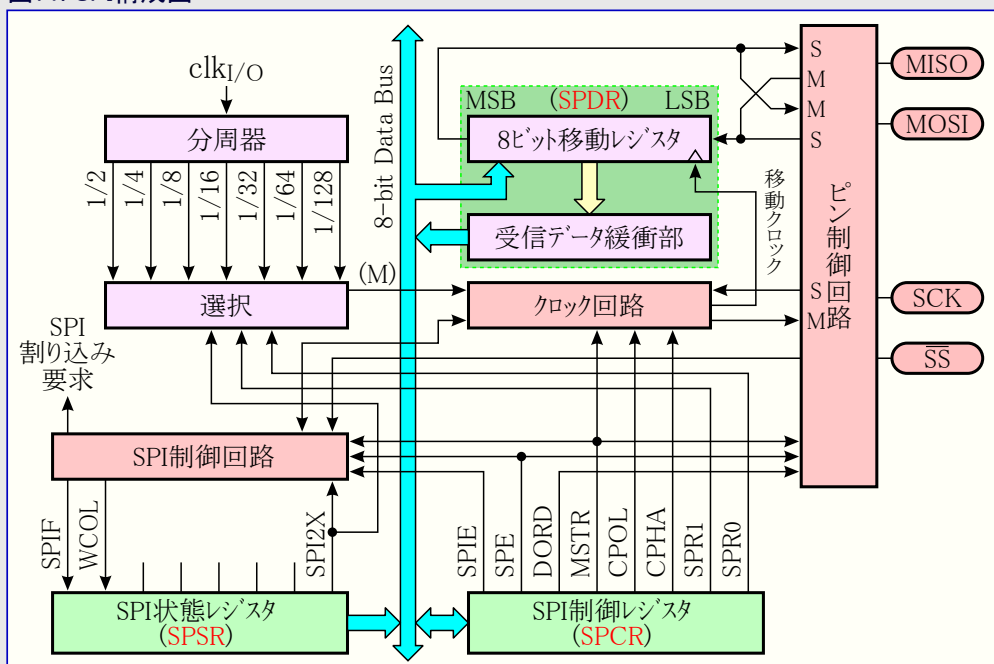 clkI/O
分周器
1/2
1/4
1/8
1/16
1/32
1/64
1/128
選択
(M)
8-bit Data Bus
MSB (SPDR) LSB
8ビット移動レジスタ
受信データ緩衝部
移動クロック
クロック回路
S
M
M
S
S
M
ピン制御回路
MISO
MOSI
SCK
SS
SPI
割り込み
要求
SPI制御回路
SPIF
WCOL
SPI2X
SPIE
SPE
DORD
MSTR
CPOL
CPHA
SPR1
SPR0
SPI状態レジスタ
(SPSR)
SPI制御レジスタ
(SPCR)